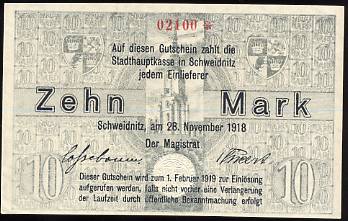 02100 *
Auf diesen Gutschein zahlt die
Stadthauptkasse in Schweidnitz
jedem Einlieferer
Zehn Mark
Schweidnitz, am 28. November 1918
Der Magistrat
10 10
Dieser Gutschein wird zum 1. Februar 1919 zur Einlösung
aufgerufen werden, falls nicht vorher eine Verlängerung
der Laufzeit durch öffentliche Bekanntmachung erfolgt